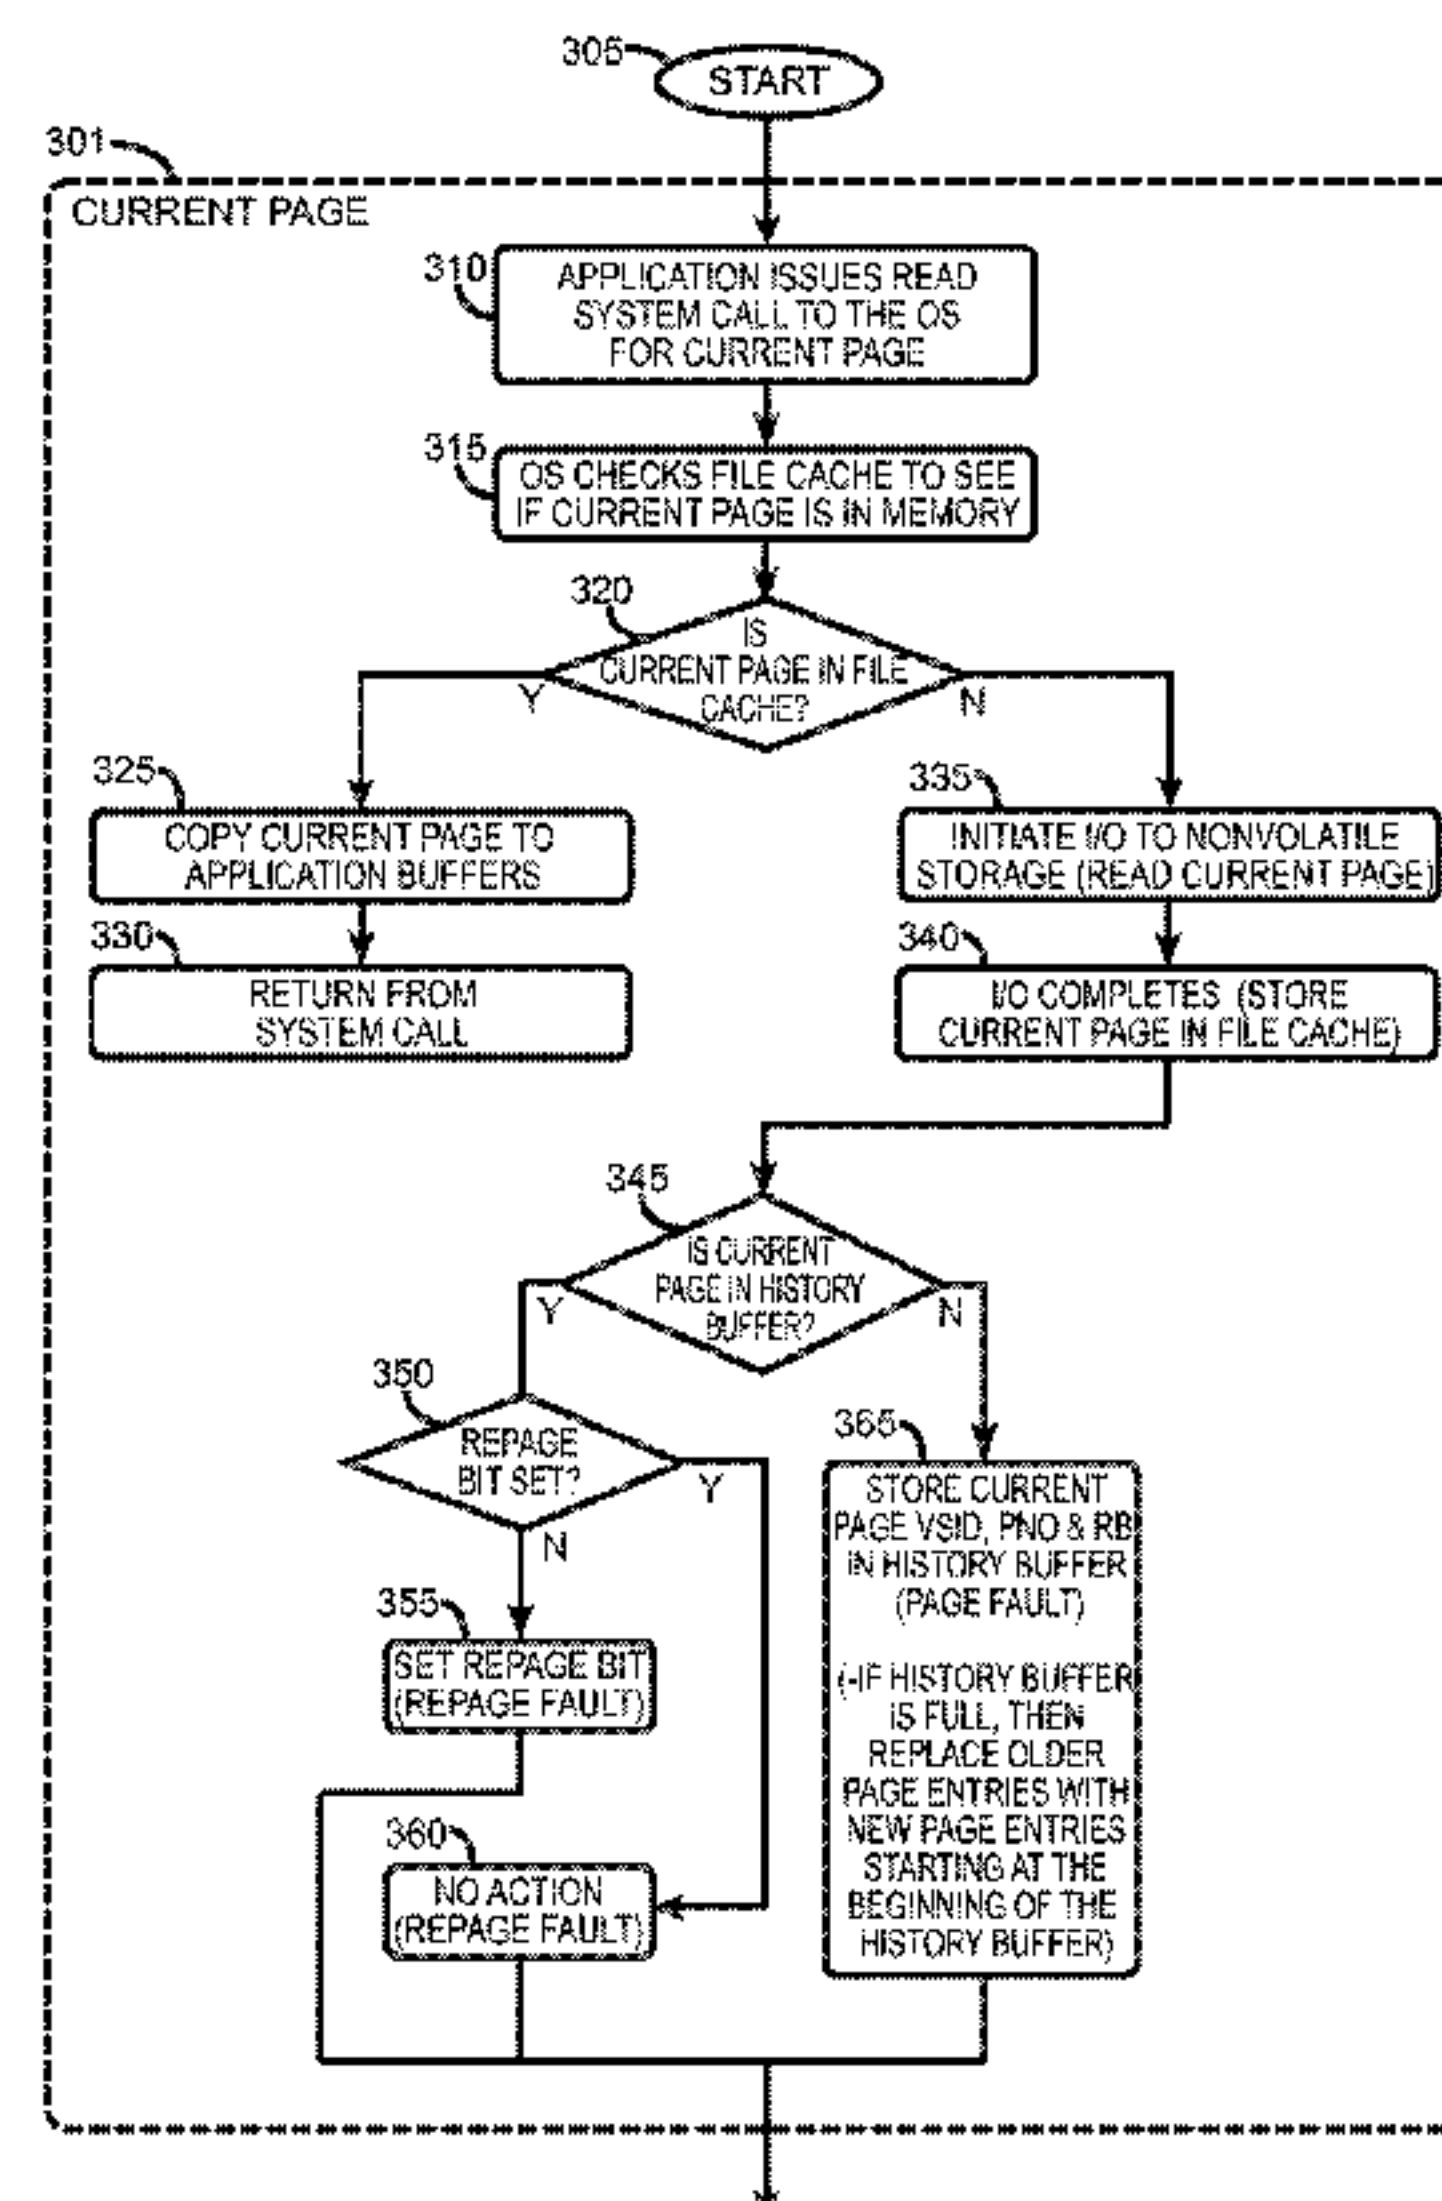 305
START
301
CURRENT PAGE
310
APPLICATION ISSUES READ
SYSTEM CALL TO THE OS
FOR CURRENT PAGE
315
OS CHECKS FILE CACHE TO SEE
IF CURRENT PAGE IS IN MEMORY
320
IS
CURRENT PAGE IN FILE
CACHE?
Y
N
325
COPY CURRENT PAGE TO
APPLICATION BUFFERS
335
INITIATE I/O TO NONVOLATILE
STORAGE (READ CURRENT PAGE)
330
RETURN FROM
SYSTEM CALL
340
I/O COMPLETES (STORE
CURRENT PAGE IN FILE CACHE)
345
IS CURRENT
PAGE IN HISTORY
BUFFER?
Y
N
350
REPAGE
BIT SET?
Y
N
355
SET REPAGE BIT
(REPAGE FAULT)
360
NO ACTION
(REPAGE FAULT)
365
STORE CURRENT
PAGE VSID, PNO & RB
IN HISTORY BUFFER
(PAGE FAULT)
(-IF HISTORY BUFFER
IS FULL, THEN
REPLACE OLDER
PAGE ENTRIES WITH
NEW PAGE ENTRIES
STARTING AT THE
BEGINNING OF THE
HISTORY BUFFER)